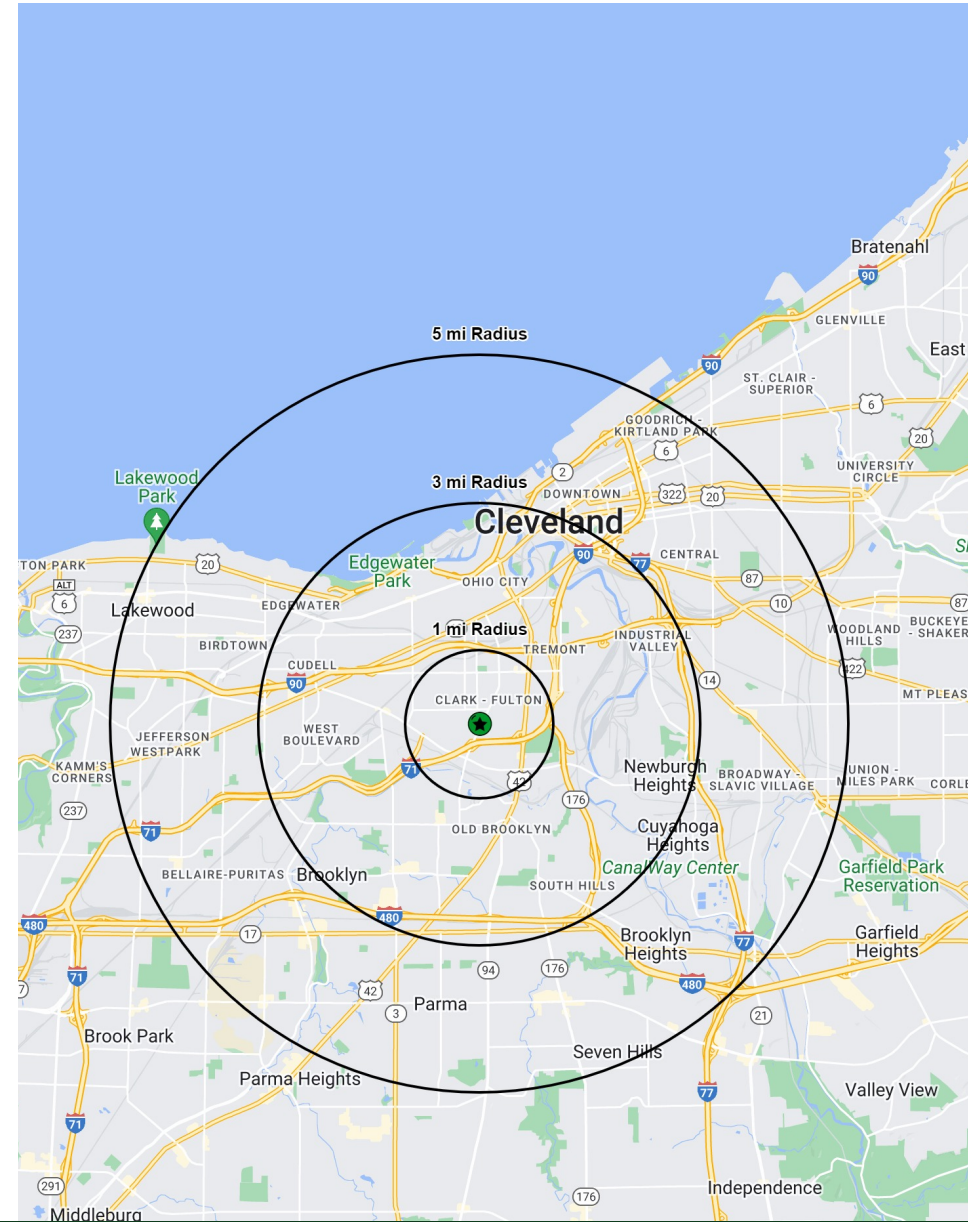 Bratenahl
90
GLENVILLE
5 mi Radius
East
90
ST. CLAIR -
SUPERIOR
6
GOODRICH -
KIRTLAND PARK
20
6
UNIVERSITY
CIRCLE
Lakewood
Park
2
3 mi Radius
DOWNTOWN
322
20
Cleveland
90
77
CENTRAL
TON PARK
20
Edgewater
Park
OHIO CITY
87
ALT
6
Lakewood
EDGEWATER
10
87
237
1 mi Radius
BIRDTOWN
TREMONT
INDUSTRIAL
VALLEY
WOODLAND
HILLS
BUCKEYE
- SHAKER
422
CUDELL
90
14
MT PLEAS
CLARK - FULTON
JEFFERSON
WESTPARK
WEST
BOULEVARD
KAMM'S
CORNERS
71
42
Newburgh
Heights
BROADWAY -
SLAVIC VILLAGE
UNION -
MILES PARK
CORLE
237
176
71
OLD BROOKLYN
Cuyahoga
Heights
BELLAIRE-PURITAS
Brooklyn
CanalWay Center
Garfield Park
Reservation
SOUTH HILLS
480
480
17
Brooklyn
Heights
77
Garfield
Heights
71
94
176
480
7
42
3
Parma
21
Brook Park
Seven Hills
Parma Heights
77
Valley View
71
291
176
Independence
Middleburg